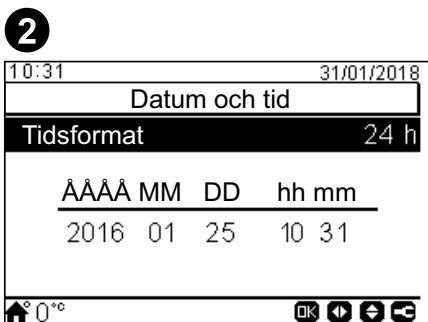 2
10:31 31/01/2018
Datum och tid
Tidsformat 24 h
ÅÅÅÅ MM DD hh mm
2016 01 25 10 31
0°C OK